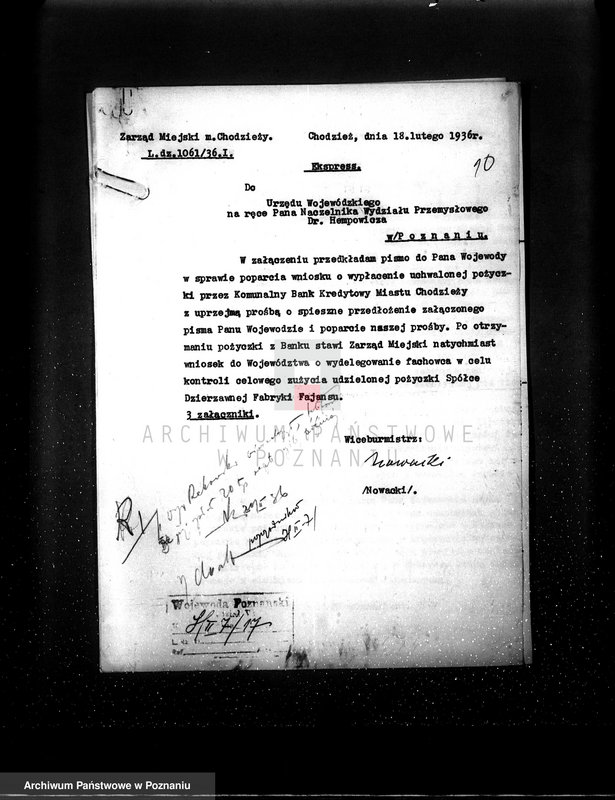 Zarząd Miejski m.Chodzieży. Chodzież, dnia 18.lutego 1936r.
L.dz.1061/36.I.
Ekspress.
10
Do
Urzędu Wojewódzkiego
na ręce Pana Naczelnika Wydziału Przemysłowego
Dr. Hempowicza
w/Poznaniu.
W załączeniu przedkładam pismo do Pana Wojewody
w sprawie poparcia wniosku o wypłacenie uchwalonej pożycz-
ki przez Komunalny Bank Kredytowy Miastu Chodzieży
z uprzejmą prośbą o spieszne przedłożenie załączonego
pisma Panu Wojewodzie i poparcie naszej prośby. Po otrzy-
maniu pożyczki z Banku stawi Zarząd Miejski natychmiast
wniosek do Województwa o wydelegowanie fachowca w celu
kontroli celowego zużycia udzielonej pożyczki Spółce
Dzierzawnej Fabryki Fajansu.
3 załączniki.
ARCHIWUM PAŃSTWOWE
W POZNANIU
Wiceburmistrz:
Nowacki
/Nowacki/.
Wojewoda Poznański
Archiwum Państwowe w Poznaniu